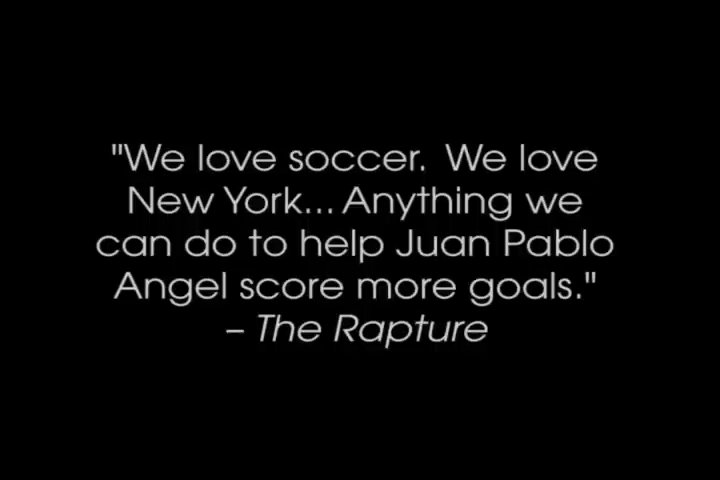 "We love soccer.  We love
New York... Anything we
can do to help Juan Pablo
Angel score more goals."
– The Rapture